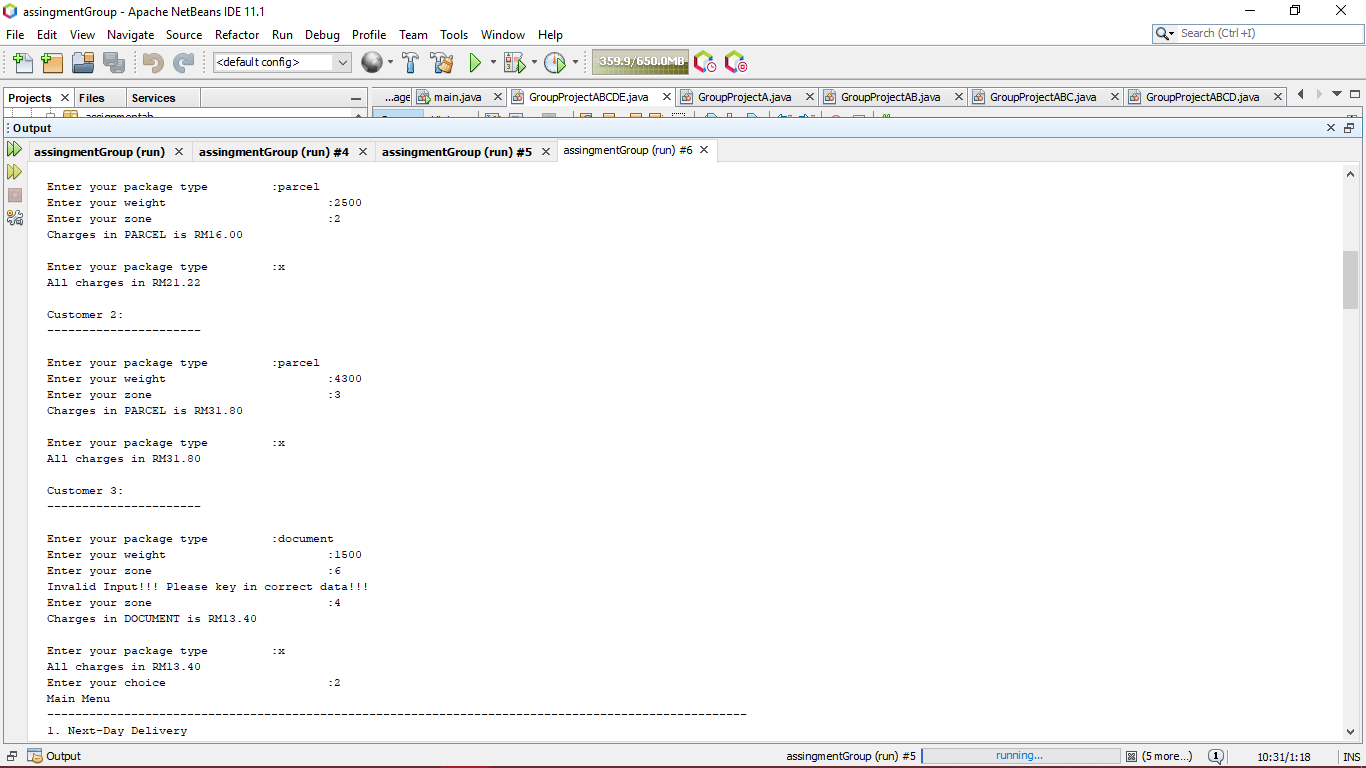 assingmentGroup - Apache NetBeans IDE 11.1
File Edit View Navigate Source Refactor Run Debug Profile Team Tools Window Help
Search (Ctrl+I)
<default config> 359.9/650.0MB
Projects Files Services ...age main.java GroupProjectABCDE.java GroupProjectA.java GroupProjectAB.java GroupProjectABC.java GroupProjectABCD.java
assignmentab
Output
assingmentGroup (run) assingmentGroup (run) #4 assingmentGroup (run) #5 assingmentGroup (run) #6
Enter your package type :parcel
Enter your weight :2500
Enter your zone :2
Charges in PARCEL is RM16.00
Enter your package type :x
All charges in RM21.22
Customer 2:
----------------------
Enter your package type :parcel
Enter your weight :4300
Enter your zone :3
Charges in PARCEL is RM31.80
Enter your package type :x
All charges in RM31.80
Customer 3:
----------------------
Enter your package type :document
Enter your weight :1500
Enter your zone :6
Invalid Input!!! Please key in correct data!!!
Enter your zone :4
Charges in DOCUMENT is RM13.40
Enter your package type :x
All charges in RM13.40
Enter your choice :2
Main Menu
----------------------------------------------------------------------------------------------------
1. Next-Day Delivery
Output assingmentGroup (run) #5 running... (5 more...) 1 10:31/1:18 INS